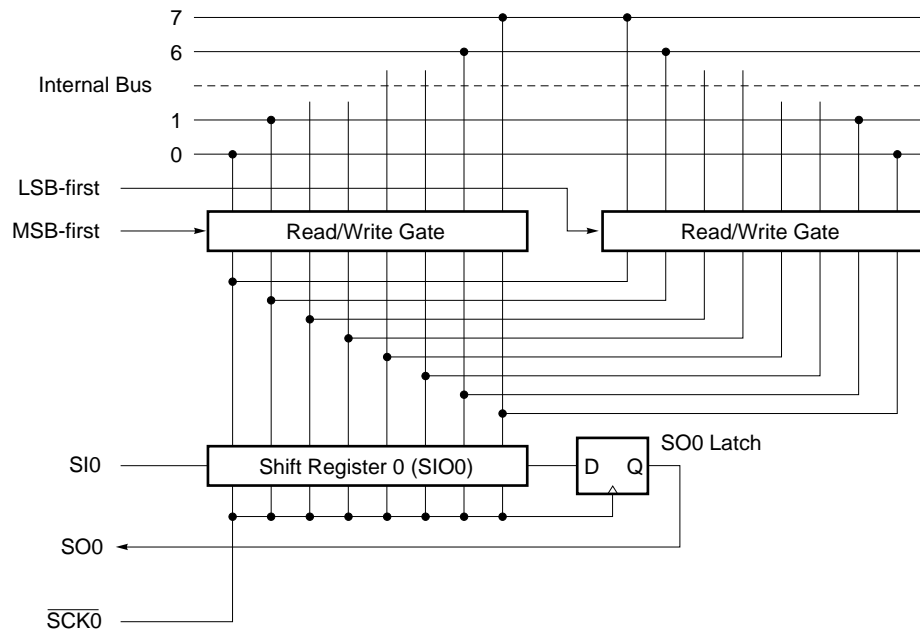 7
6
Internal Bus
1
0
LSB-first
MSB-first
Read/Write Gate
Read/Write Gate
SO0 Latch
SI0
Shift Register 0 (SIO0)
D
Q
SO0
SCK0